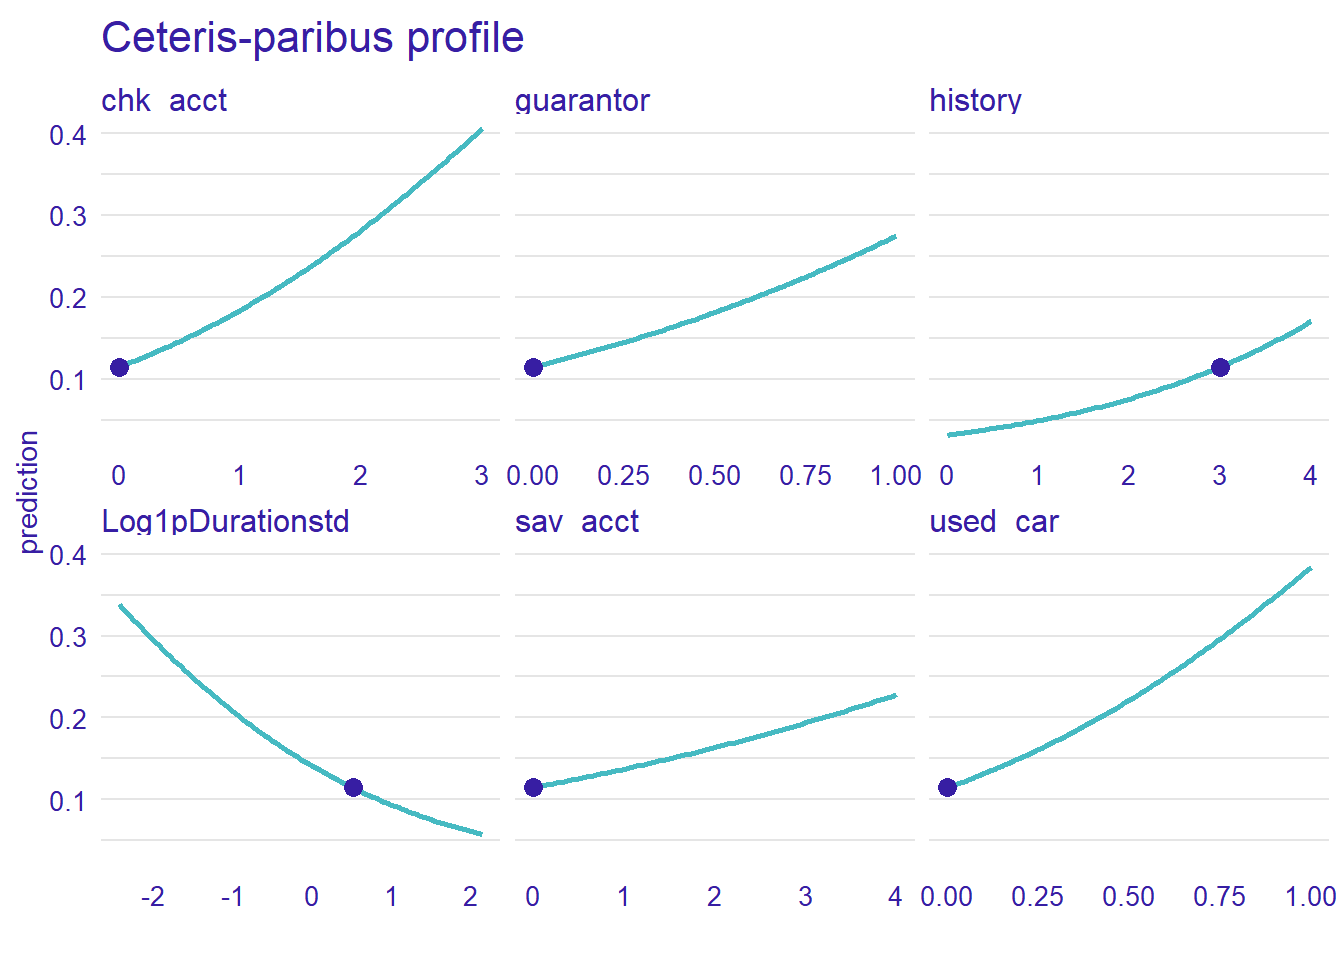 Ceteris-paribus profile
chk_acct guarantor history
0.4
0.3
0.2
0.1
0 1 2 3 0.00 0.25 0.50 0.75 1.00 0 1 2 3 4
prediction
Log1pDurationstd sav_acct used_car
0.4
0.3
0.2
0.1
-2 -1 0 1 2 0 1 2 3 4 0.00 0.25 0.50 0.75 1.00